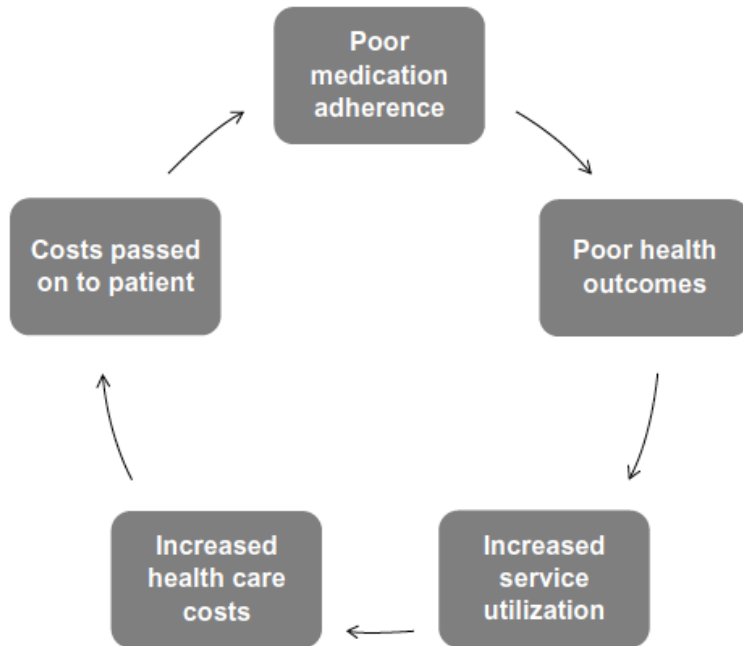 Poor
medication
adherence
Poor health
outcomes
Increased
service
utilization
Increased
health care
costs
Costs passed
on to patient